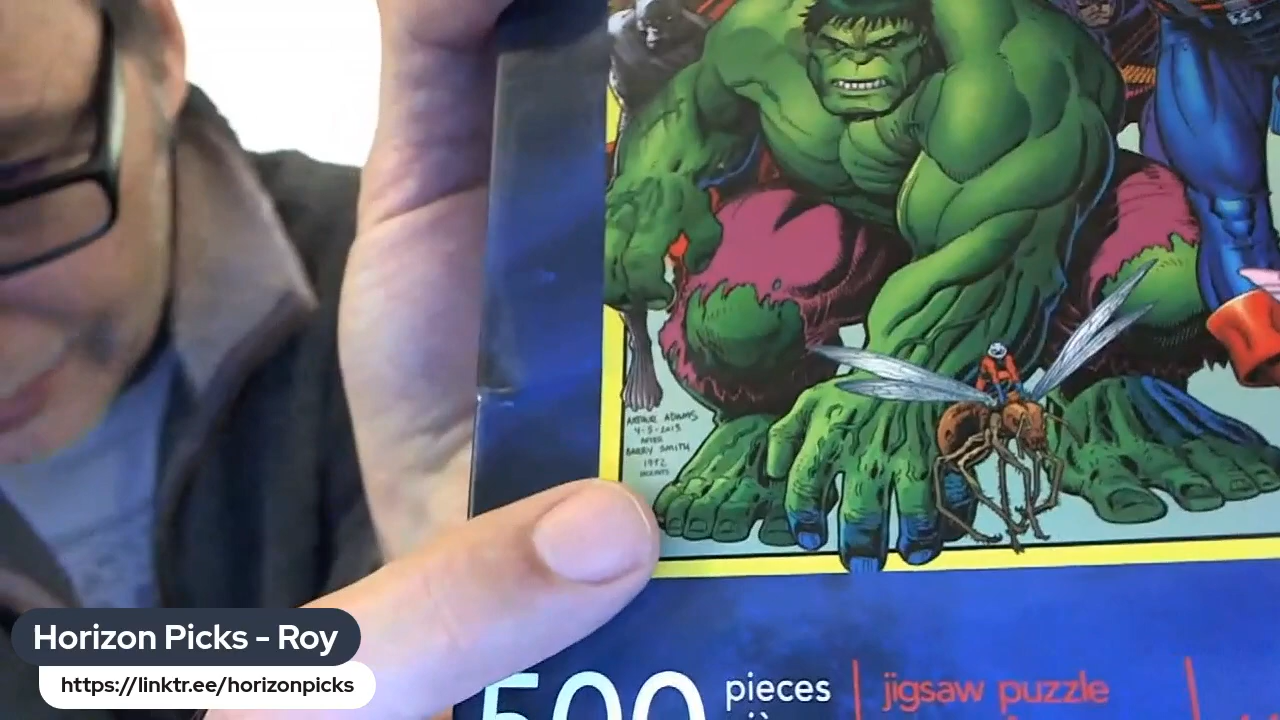 ARTHUR ADAMS
4-5-2013
AFTER
BARRY SMITH
1972
Horizon Picks - Roy
https://linktr.ee/horizonpicks
500
pieces
jigsaw puzzle